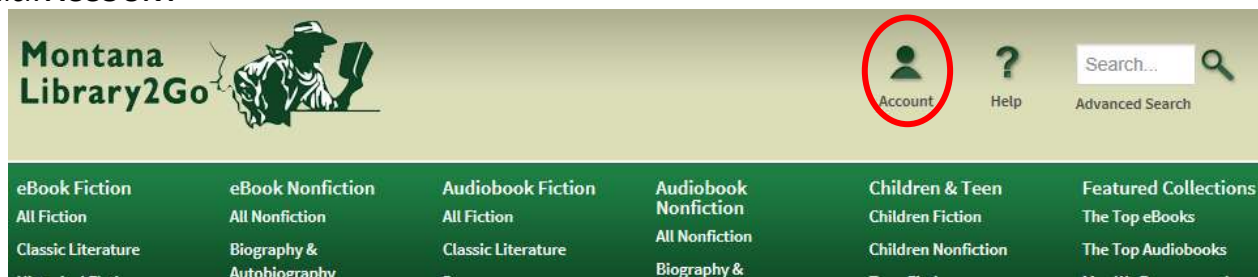 Montana
Library2Go
Account
Help
Search...
Advanced Search
eBook Fiction
All Fiction
Classic Literature
eBook Nonfiction
All Nonfiction
Biography &
Autobiography
Audiobook Fiction
All Fiction
Classic Literature
Audiobook
Nonfiction
All Nonfiction
Biography &
Children & Teen
Children Fiction
Children Nonfiction
Featured Collections
The Top eBooks
The Top Audiobooks